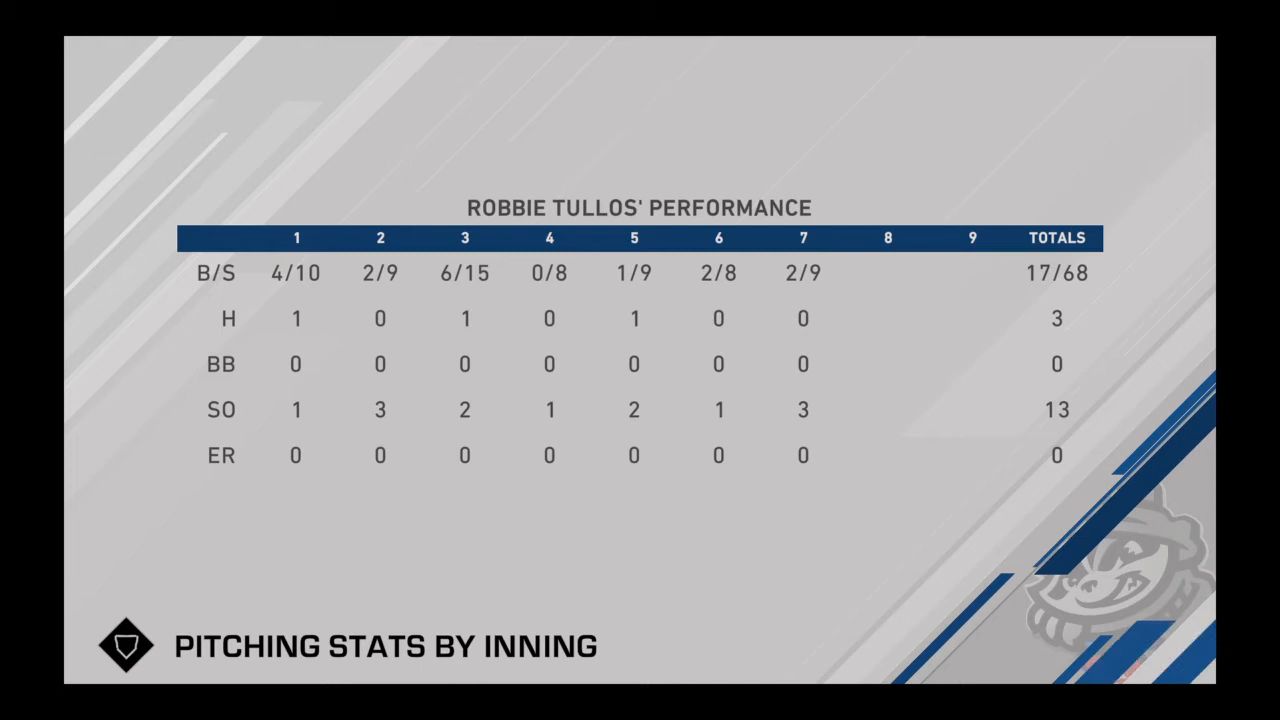 ROBBIE TULLOS' PERFORMANCE
1 2 3 4 5 6 7 8 9 TOTALS
B/S 4/10 2/9 6/15 0/8 1/9 2/8 2/9 17/68
H 1 0 1 0 1 0 0 3
BB 0 0 0 0 0 0 0 0
SO 1 3 2 1 2 1 3 13
ER 0 0 0 0 0 0 0 0
PITCHING STATS BY INNING